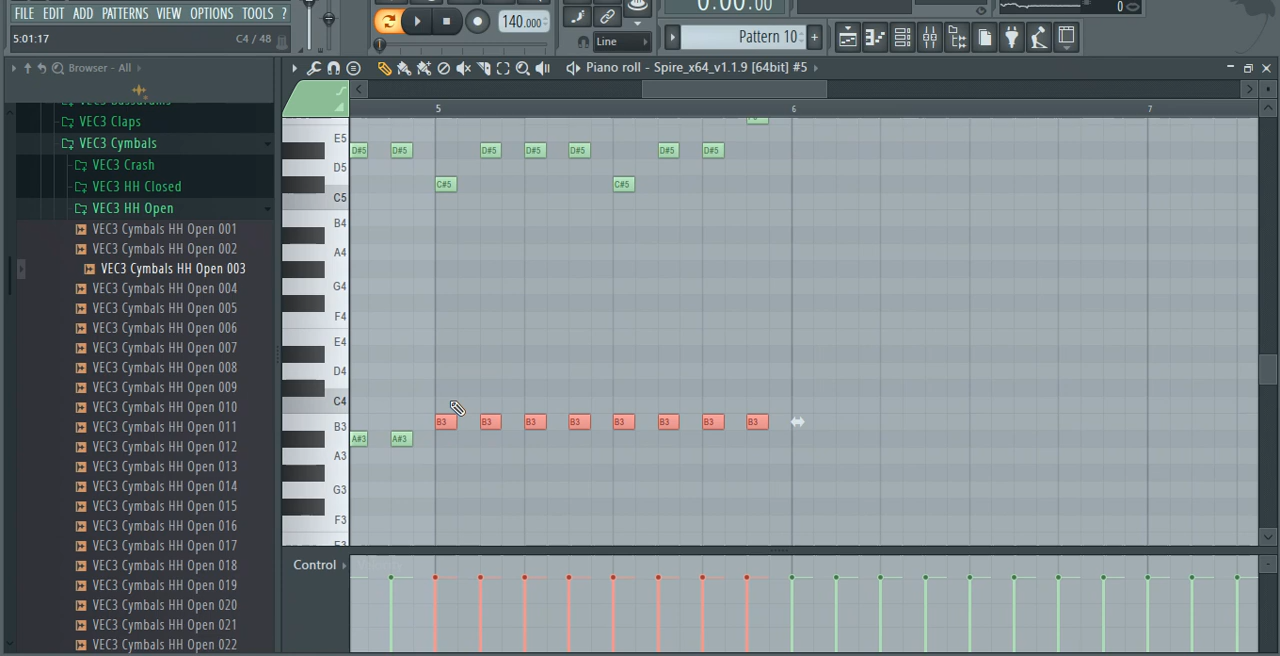 FILE EDIT ADD PATTERNS VIEW OPTIONS TOOLS ?
5:01:17 C4 / 48
140.000
0:00:00
Line
0
Pattern 10
Browser - All
Piano roll - Spire_x64_v1.1.9 [64bit] #5
5 6 7
VEC3 Claps
VEC3 Cymbals
VEC3 Crash
VEC3 HH Closed
VEC3 HH Open
VEC3 Cymbals HH Open 001
VEC3 Cymbals HH Open 002
VEC3 Cymbals HH Open 003
VEC3 Cymbals HH Open 004
VEC3 Cymbals HH Open 005
VEC3 Cymbals HH Open 006
VEC3 Cymbals HH Open 007
VEC3 Cymbals HH Open 008
VEC3 Cymbals HH Open 009
VEC3 Cymbals HH Open 010
VEC3 Cymbals HH Open 011
VEC3 Cymbals HH Open 012
VEC3 Cymbals HH Open 013
VEC3 Cymbals HH Open 014
VEC3 Cymbals HH Open 015
VEC3 Cymbals HH Open 016
VEC3 Cymbals HH Open 017
VEC3 Cymbals HH Open 018
VEC3 Cymbals HH Open 019
VEC3 Cymbals HH Open 020
VEC3 Cymbals HH Open 021
VEC3 Cymbals HH Open 022
E5
D#5 D#5 D#5 D#5 D#5 D#5 D#5
D5
C#5 C#5
C5
B4
A4
G4
F4
E4
D4
C4
B3 B3 B3 B3 B3 B3 B3 B3
B3
A#3 A#3
A3
G3
F3
Control